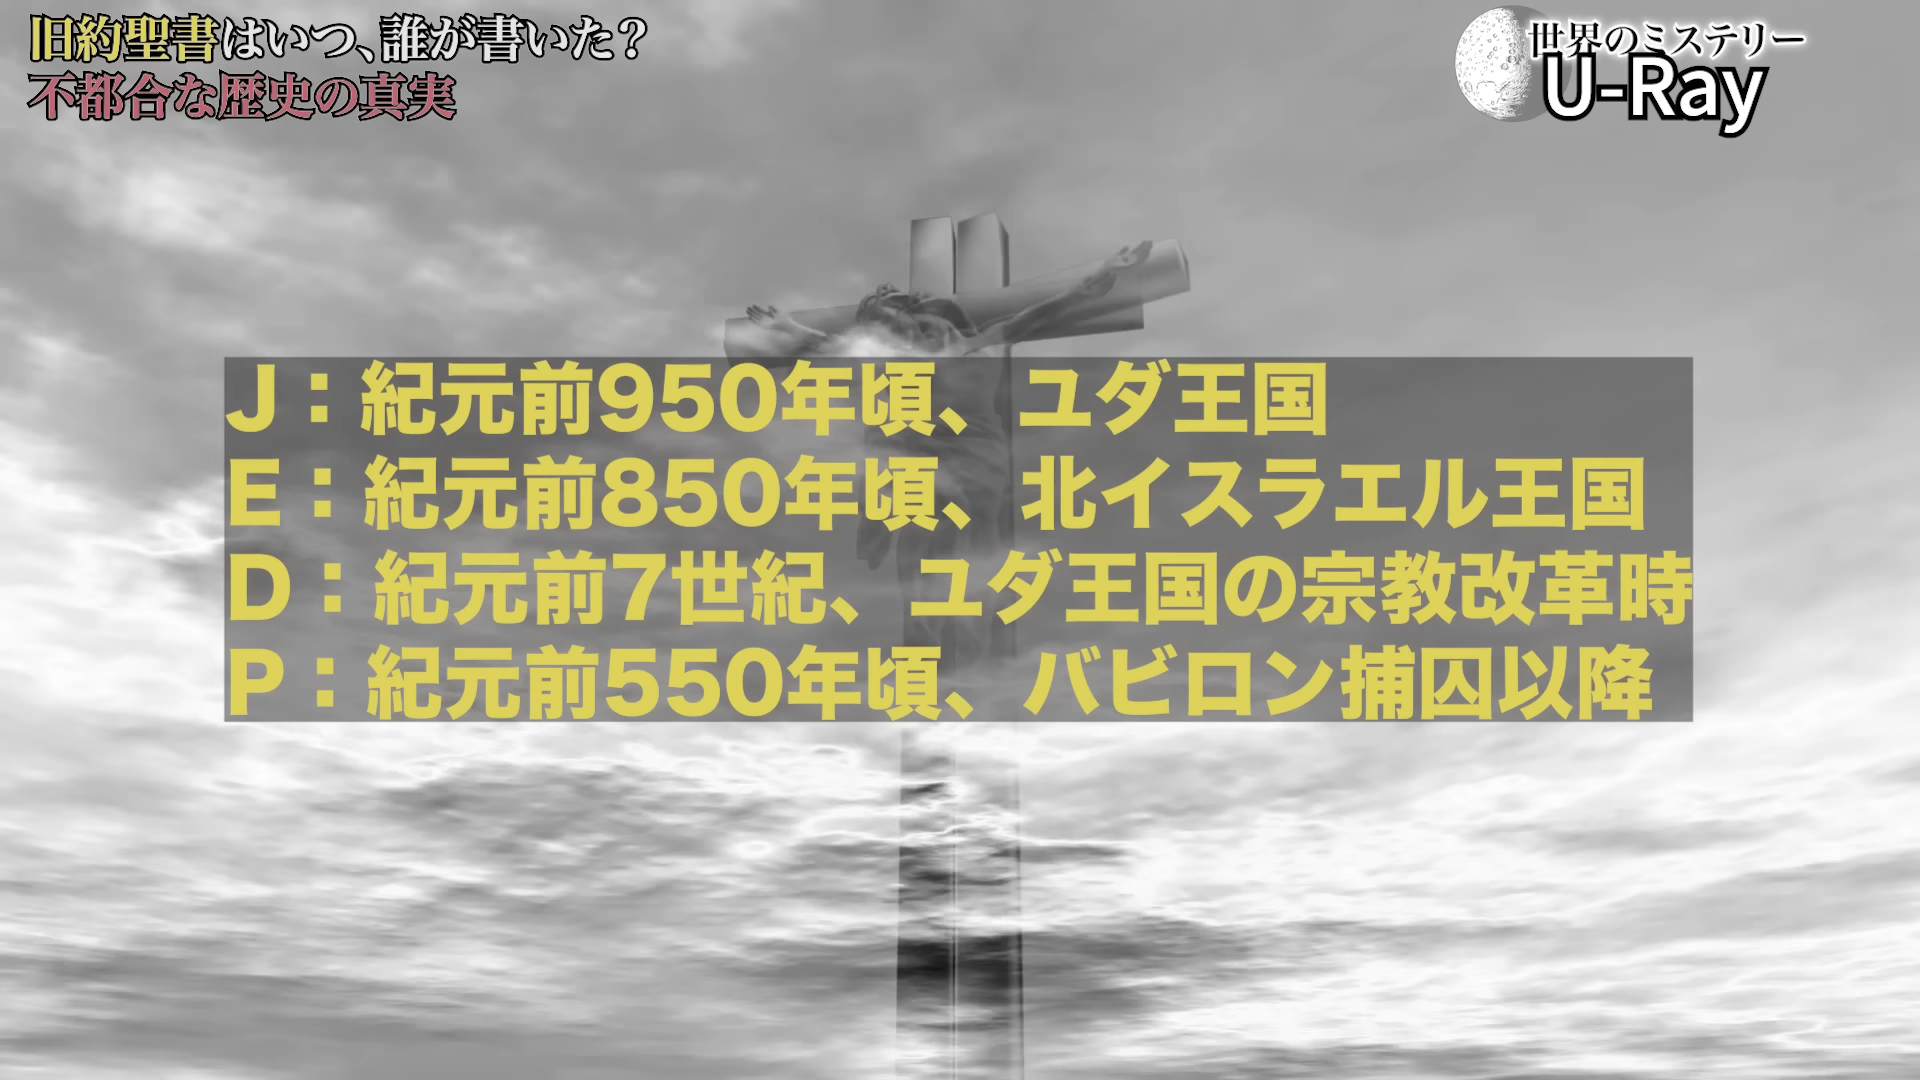 旧約聖書はいつ、誰が書いた?
不都合な歴史の真実
世界のミステリー
U-Ray
J：紀元前950年頃、ユダ王国
E：紀元前850年頃、北イスラエル王国
D：紀元前7世紀、ユダ王国の宗教改革時
P：紀元前550年頃、バビロン捕囚以降